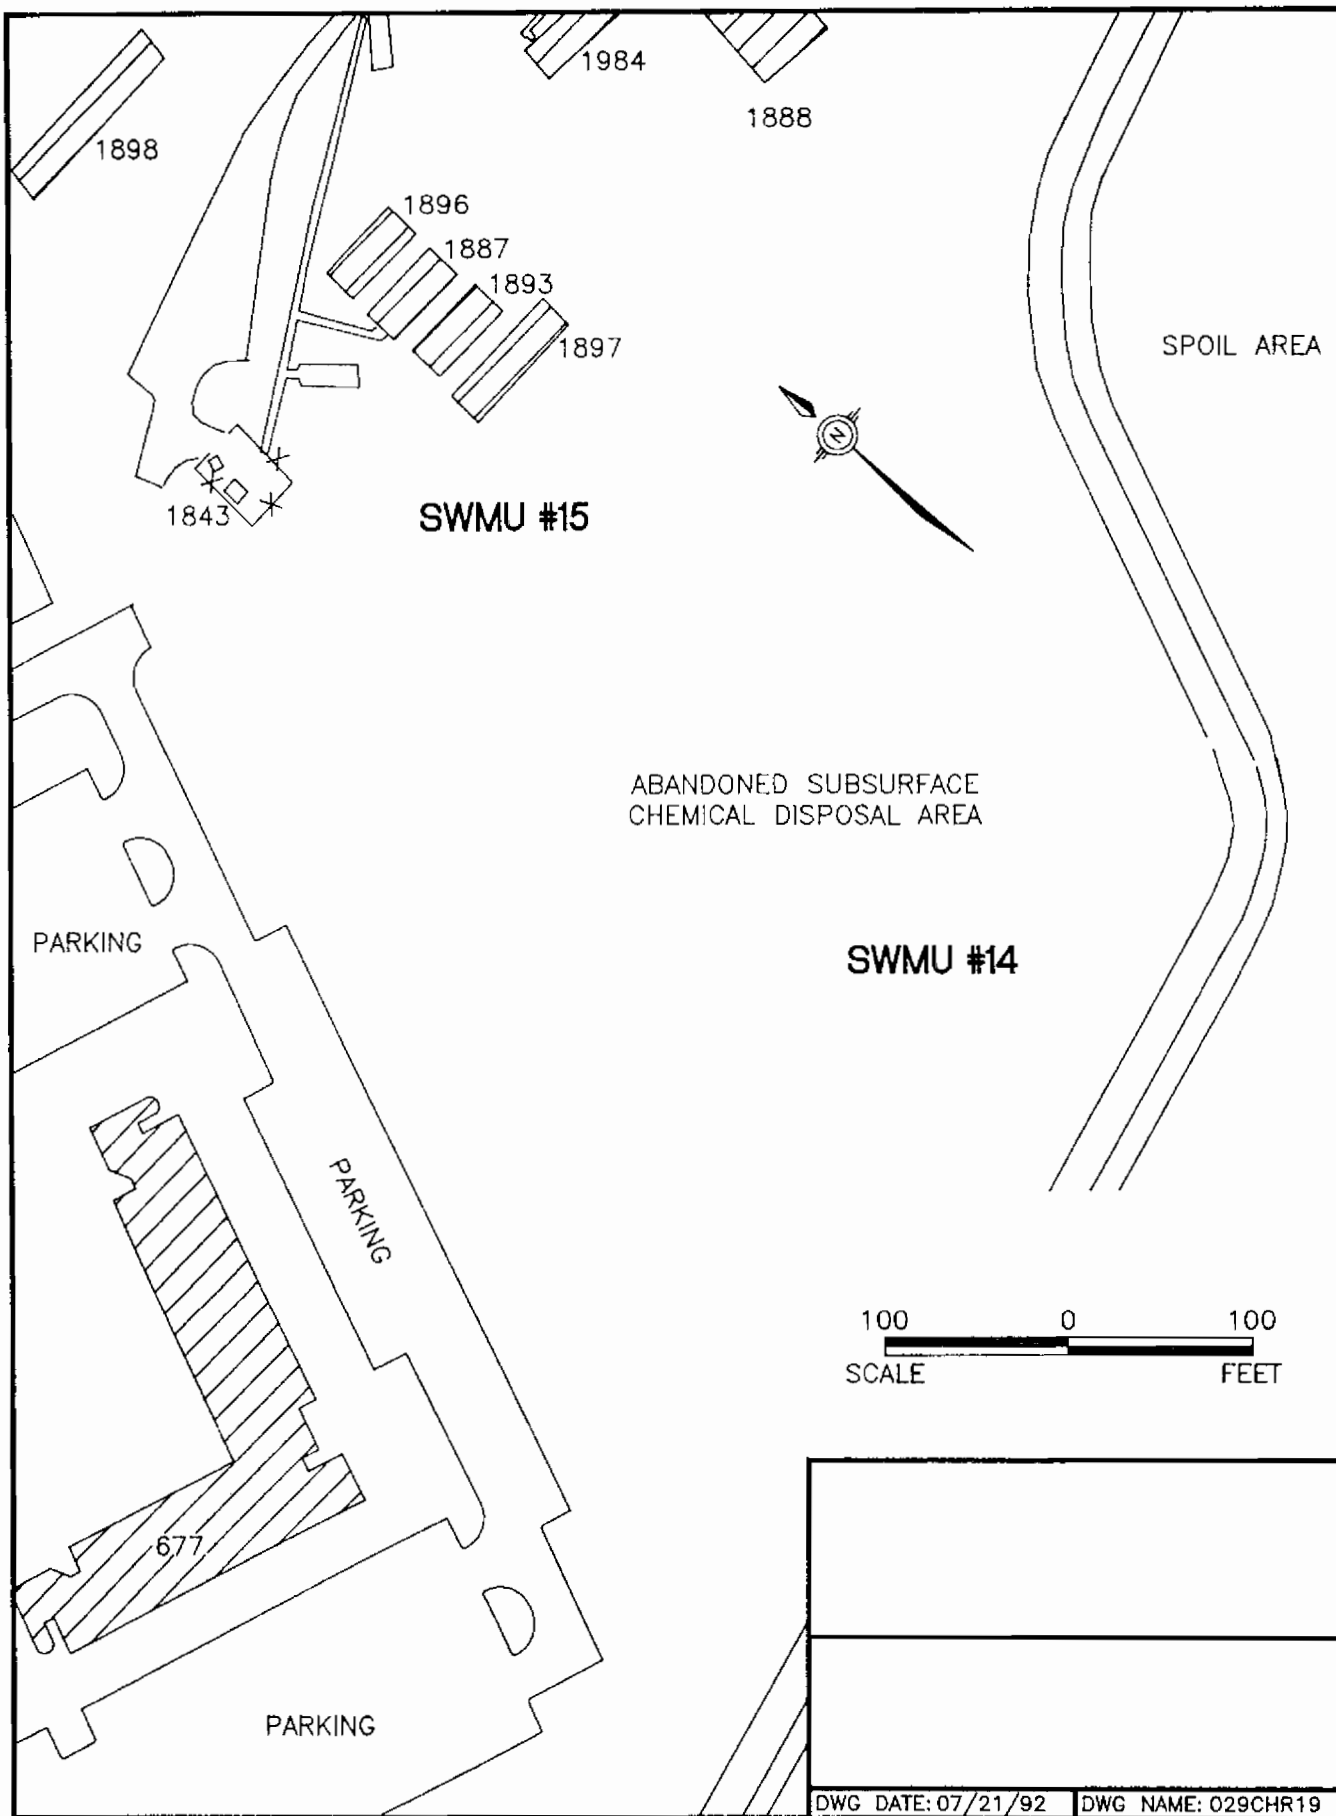 1984
1888
1898
1896
1887
1893
1897
SPOIL AREA
N
1843
SWMU #15
ABANDONED SUBSURFACE
CHEMICAL DISPOSAL AREA
PARKING
SWMU #14
PARKING
100 0 100
SCALE FEET
677
PARKING
DWG DATE: 07/21/92 DWG NAME: 029CHR19